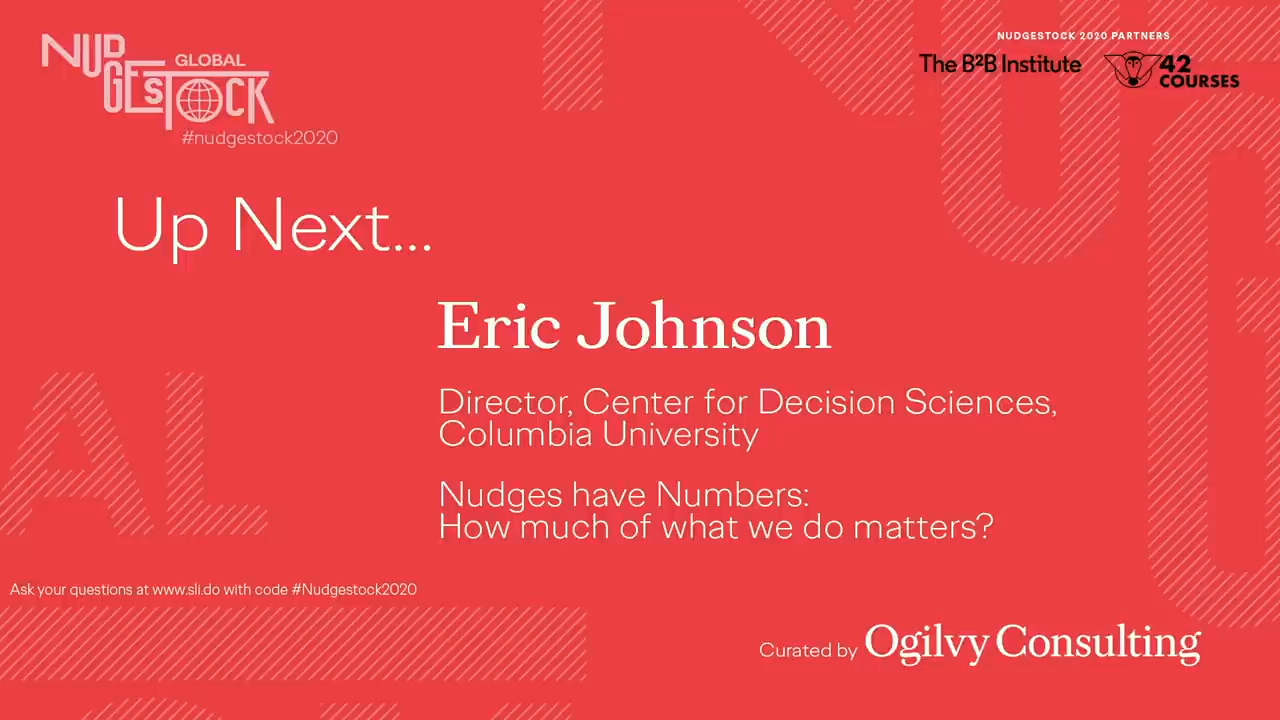 NUDGESTOCK
GLOBAL
#nudgestock2020
NUDGESTOCK 2020 PARTNERS
The B²B Institute
42 COURSES
Up Next...
Eric Johnson
Director, Center for Decision Sciences,
Columbia University
Nudges have Numbers:
How much of what we do matters?
AL
Ask your questions at www.sli.do with code #Nudgestock2020
Curated by Ogilvy Consulting